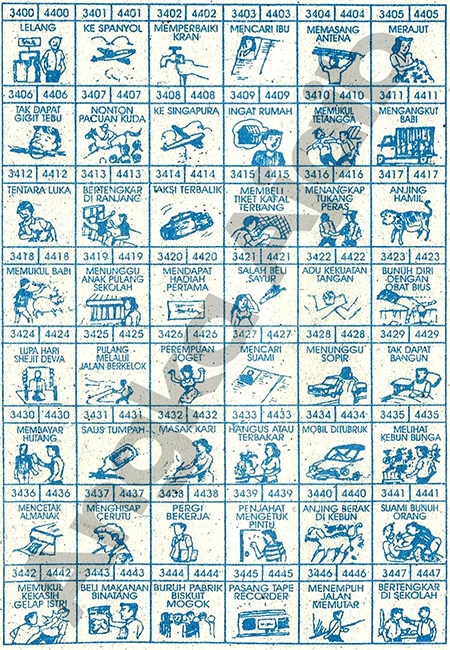 3400 4400 3401 4401 3402 4402 3403 4403 3404 4404 3405 4405
LELANG
KE SPANYOL
MEMPERBAIKI
KRAN
MENCARI IBU
MEMASANG
ANTENA
MERAJUT
3406 4406 3407 4407 3408 4408 3409 4409 3410 4410 3411 4411
TAK DAPAT
GIGIT TEBU
NONTON
PACUAN KUDA
KE SINGAPURA
INGAT RUMAH
MEMUKUL
TETANGGA
MENGANGKUT
BABI
3412 4412 3413 4413 3414 4414 3415 4415 3416 4416 3417 4417
TENTARA LUKA
BERTENGKAR
DI RANJANG
TAKSI TERBALIK
MEMBELI
TIKET KAPAL
TERBANG
MENANGKAP
TUKANG
PERAS
ANJING
HAMIL
3418 4418 3419 4419 3420 4420 3421 4421 3422 4422 3423 4423
MEMUKUL BABI
MENUNGGU
ANAK PULANG
SEKOLAH
MENDAPAT
HADIAH
PERTAMA
SALAH BELI
SAYUR
ADU KEKUATAN
TANGAN
BUNUH DIRI
DENGAN
OBAT BIUS
3424 4424 3425 4425 3426 4426 3427 4427 3428 4428 3429 4429
LUPA HARI
SHEJIT DEVA
PULANG
MELALUI
JALAN BERKELOK
PEREMPUAN
JOGET
MENCARI
SUAMI
MENUNGGU
SOPIR
TAK DAPAT
BANGUN
3430 4430 3431 4431 3432 4432 3433 4433 3434 4434 3435 4435
MEMBAYAR
HUTANG
SAUS TUMPAH
MASAK KARI
HANGUS ATAU
TERBAKAR
MOBIL DITUBRUK
MELIHAT
KEBUN BUNGA
3436 4436 3437 4437 3438 4438 3439 4439 3440 4440 3441 4441
MENCETAK
ALMANAK
MENGHISAP
CERUTU
PERGI
BEKERJA
PENJAHAT
MENGETUK
PINTU
ANJING BERAK
DI KEBUN
SUAMI BUNUH
ORANG
3442 4442 3443 4443 3444 4444 3445 4445 3446 4446 3447 4447
MEMUKUL
KEKASIH
GELAP ISTRI
BELI MAKANAN
BINATANG
BURUH PABRIK
BISKUIT
MOGOK
PASANG TAPE
RECORDER
MENEMPUH
JALAN
MEMUTAR
BERTENGKAR
DI SEKOLAH